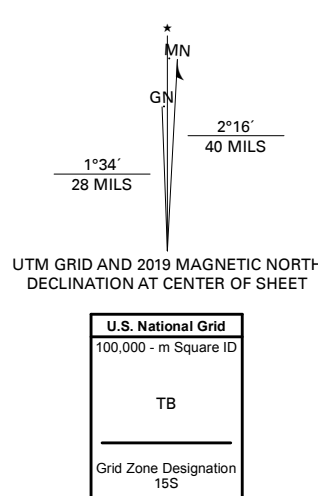 ★
MN
GN
2°16´
40 MILS
1°34´
28 MILS
UTM GRID AND 2019 MAGNETIC NORTH
DECLINATION AT CENTER OF SHEET
U.S. National Grid
100,000 - m Square ID
TB
Grid Zone Designation
15S